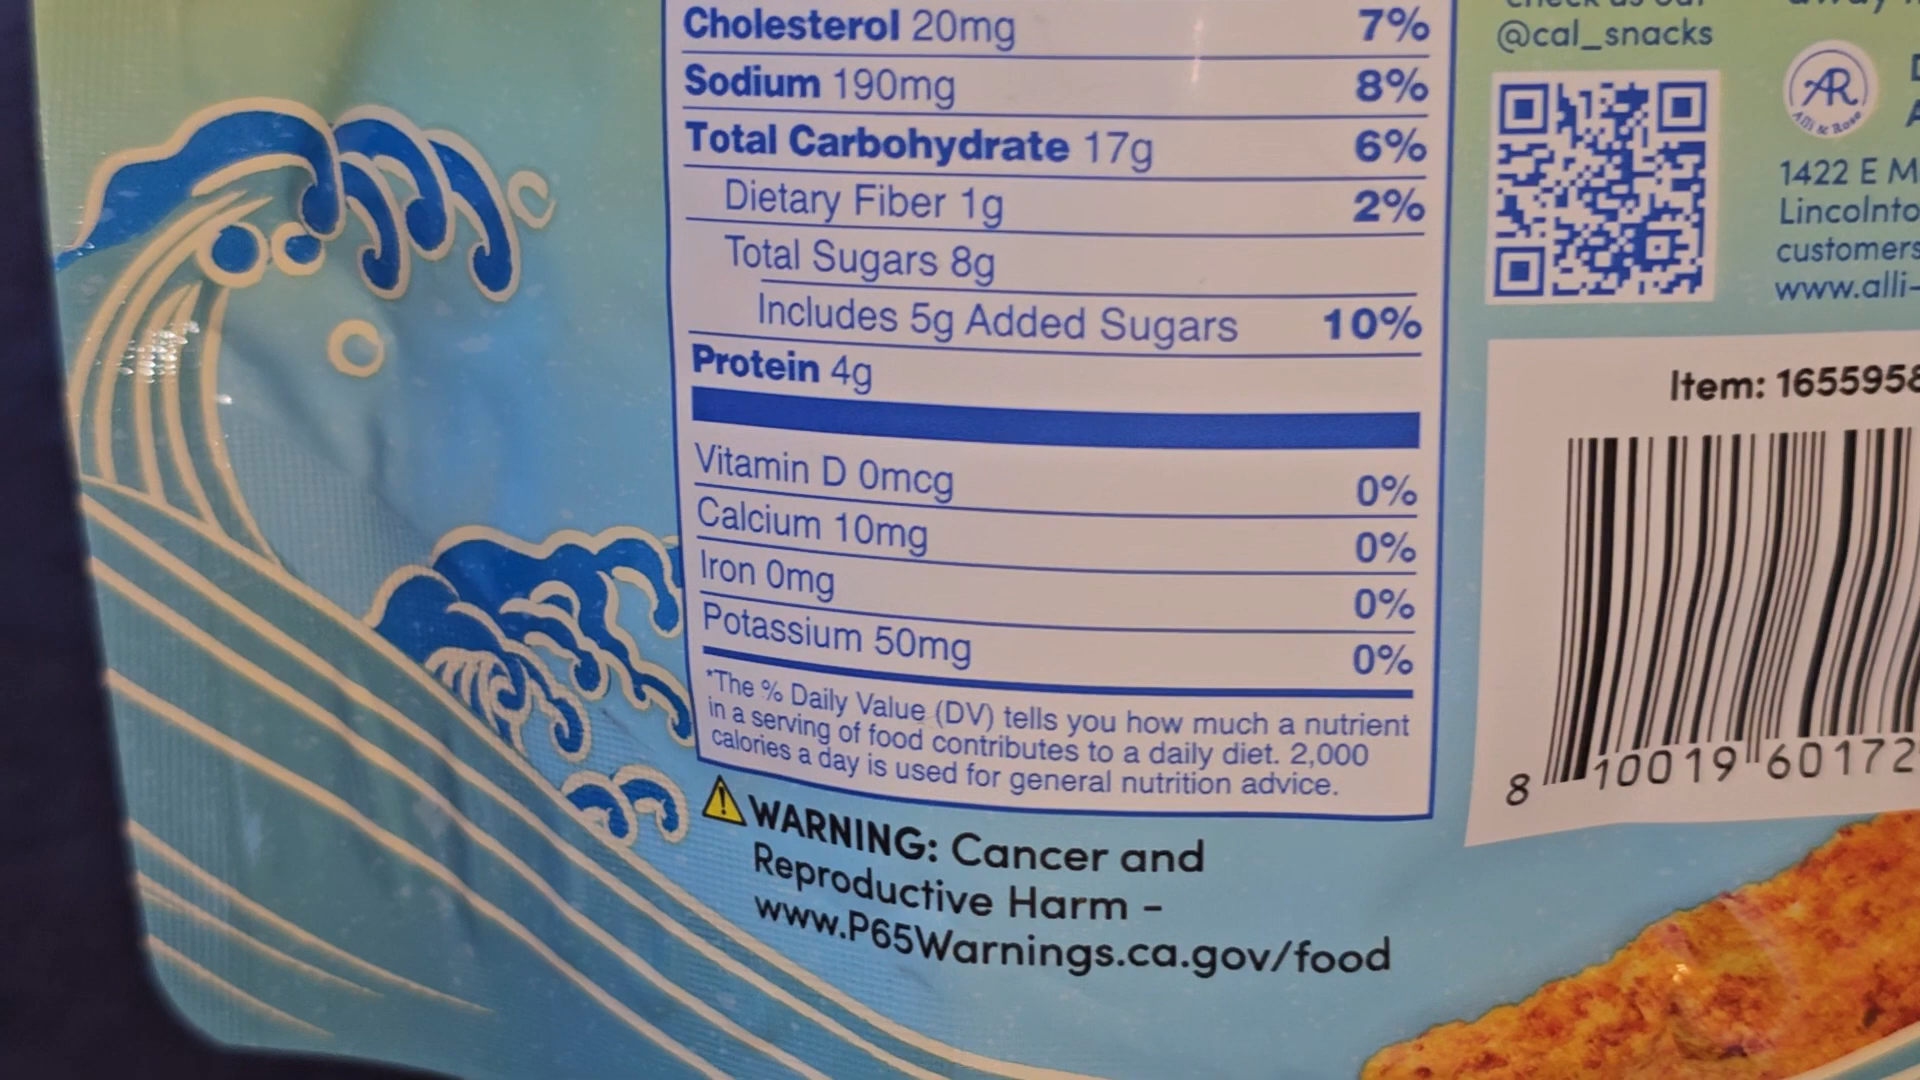 Cholesterol 20mg 7%
Sodium 190mg 8%
Total Carbohydrate 17g 6%
Dietary Fiber 1g 2%
Total Sugars 8g
Includes 5g Added Sugars 10%
Protein 4g
Vitamin D 0mcg 0%
Calcium 10mg 0%
Iron 0mg 0%
Potassium 50mg 0%
*The % Daily Value (DV) tells you how much a nutrient
in a serving of food contributes to a daily diet. 2,000
calories a day is used for general nutrition advice.
WARNING: Cancer and
Reproductive Harm -
www.P65Warnings.ca.gov/food
@cal_snacks
AR
Alli & Rose
1422 E M
Lincolnto
customers
www.alli-
Item: 1655958
8 10019 60172